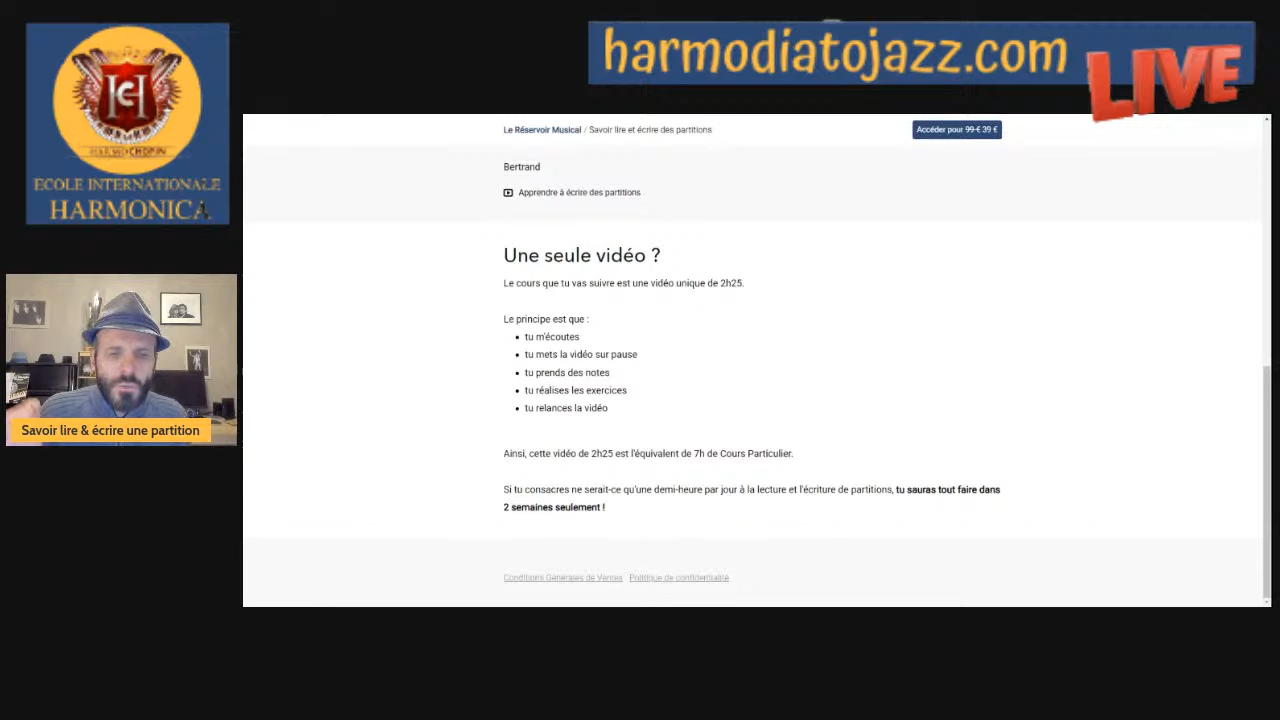 harmodiatojazz.com
LIVE
HARMOCHOPIN
ECOLE INTERNATIONALE
HARMONICA
Le Réservoir Musical / Savoir lire et écrire des partitions
Accéder pour 99 € 39 €
Bertrand
Apprendre à écrire des partitions
Une seule vidéo ?
Le cours que tu vas suivre est une vidéo unique de 2h25.
Le principe est que :
• tu m'écoutes
• tu mets la vidéo sur pause
• tu prends des notes
• tu réalises les exercices
• tu relances la vidéo
Ainsi, cette vidéo de 2h25 est l'équivalent de 7h de Cours Particulier.
Si tu consacres ne serait-ce qu'une demi-heure par jour à la lecture et l'écriture de partitions, tu sauras tout faire dans
2 semaines seulement !
Conditions Générales de Ventes Politique de confidentialité
Savoir lire & écrire une partition